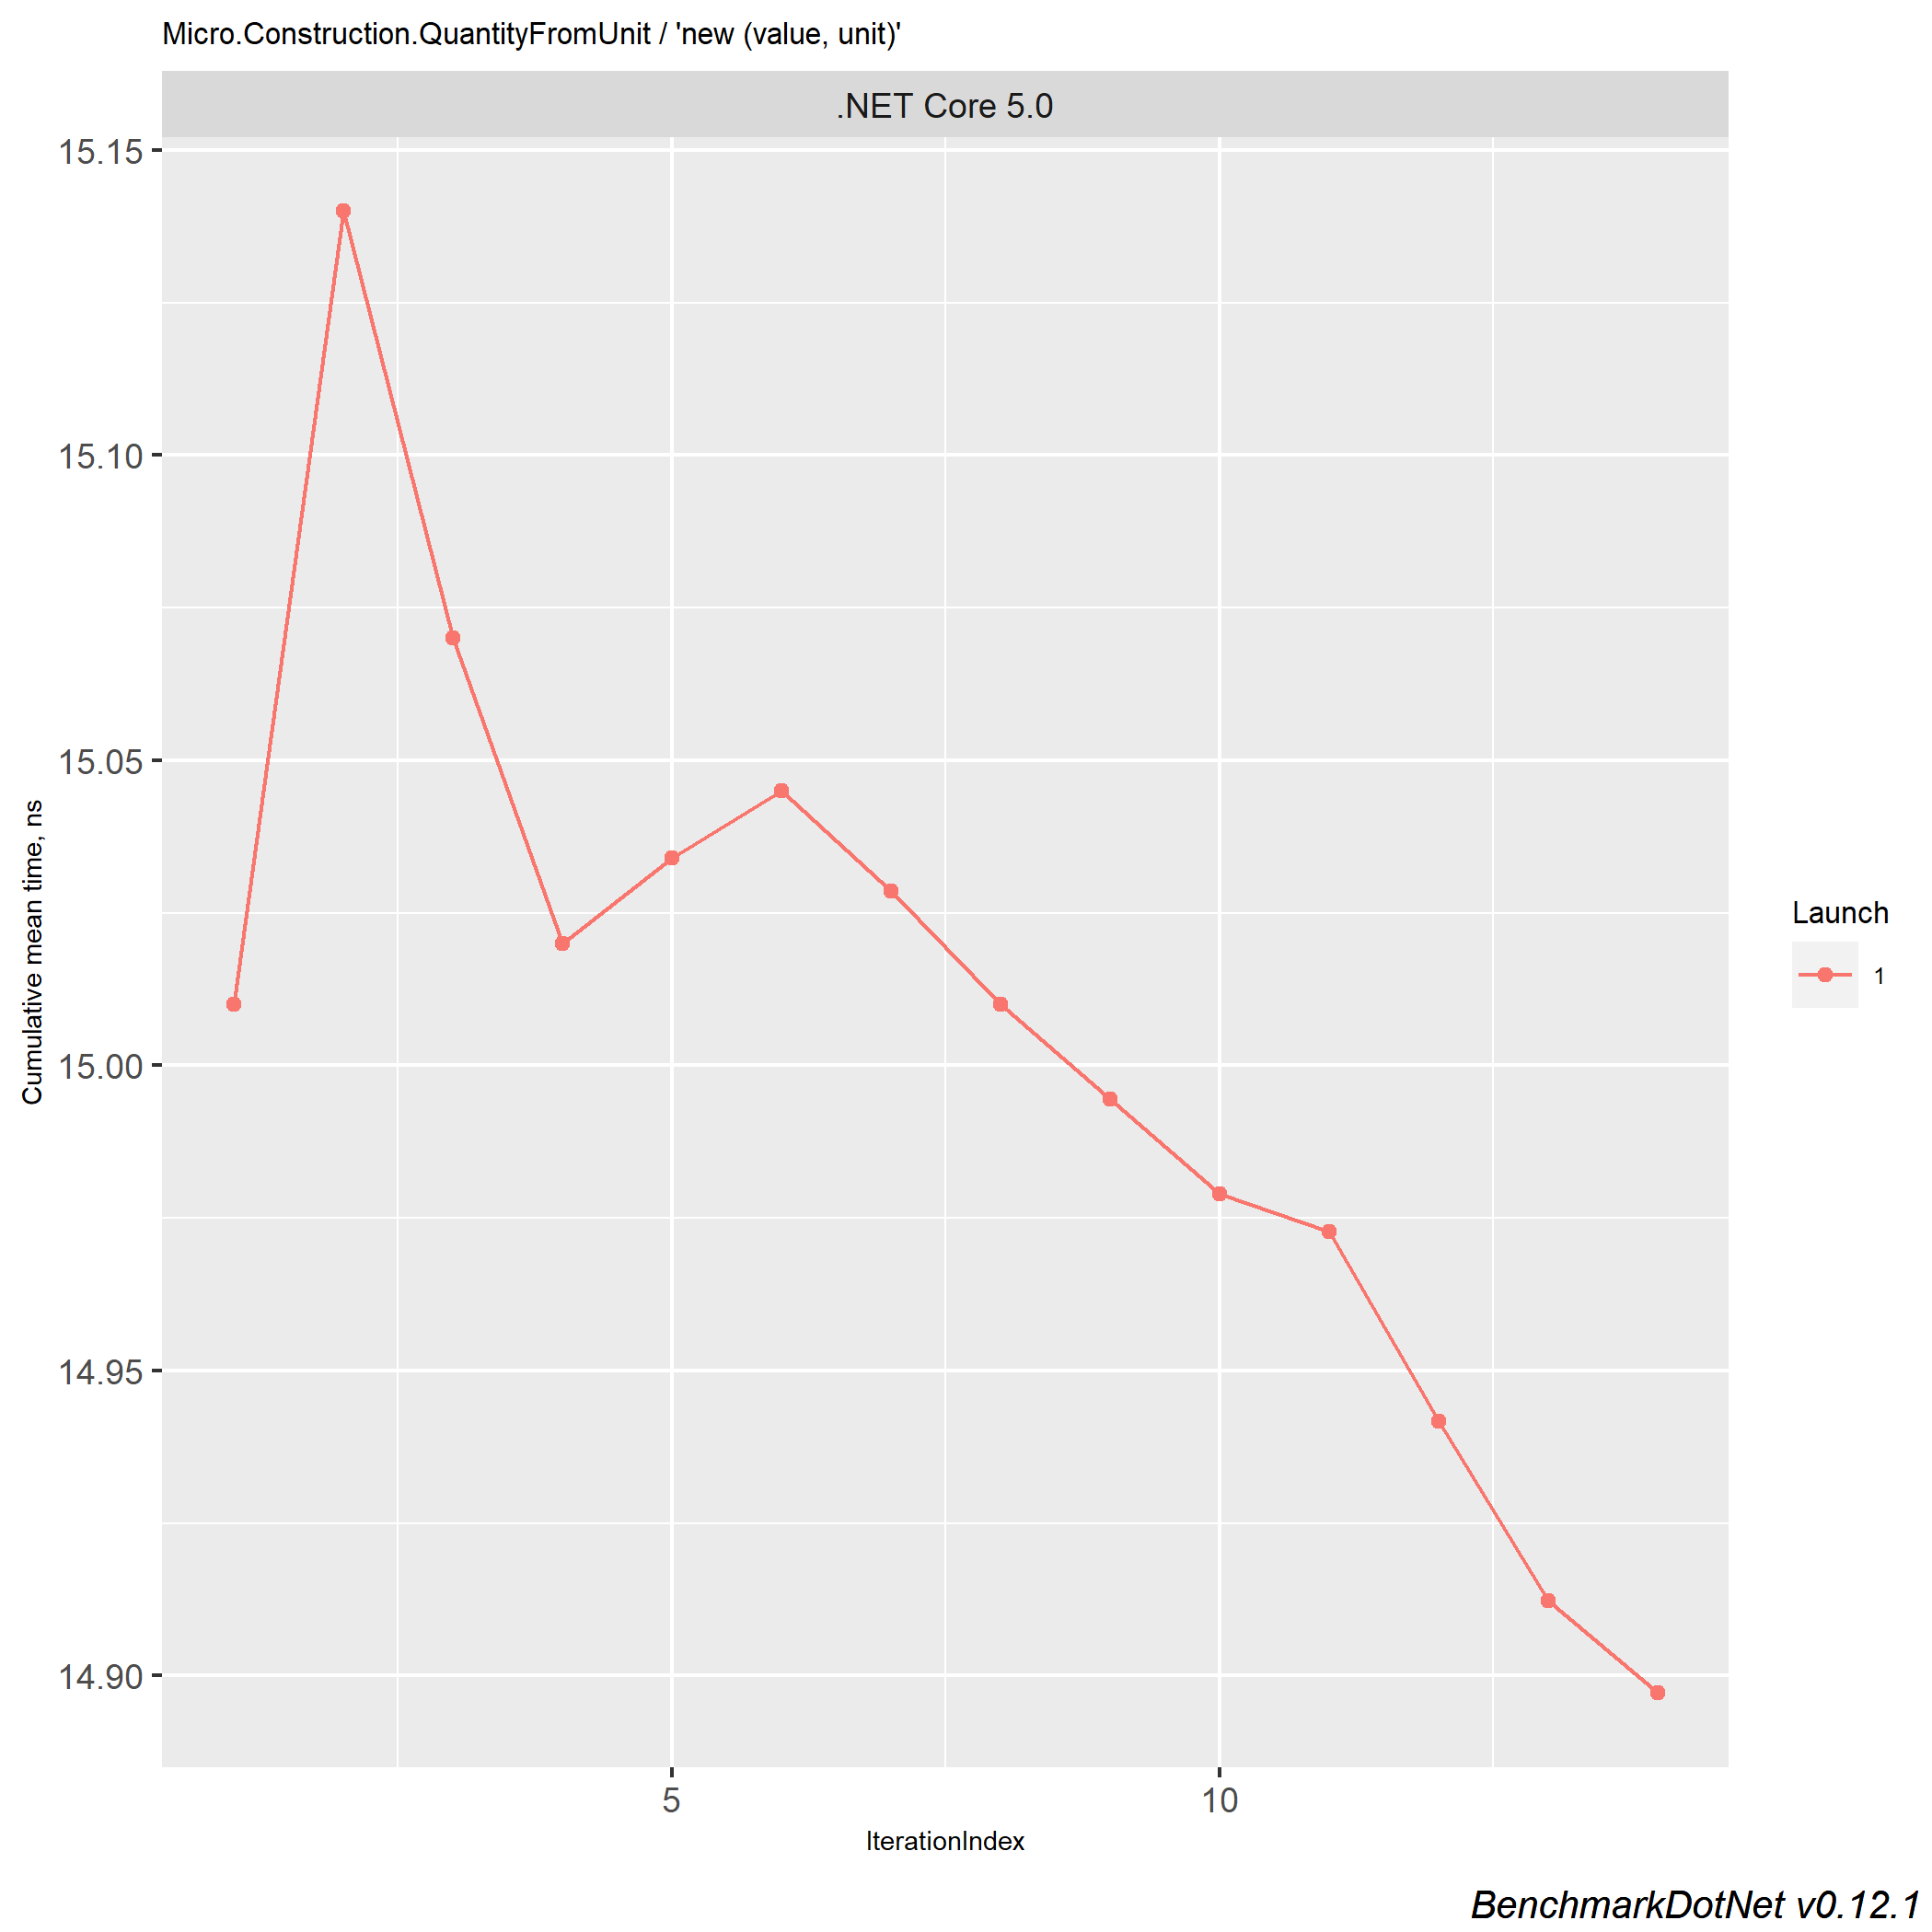 Micro.Construction.QuantityFromUnit / 'new (value, unit)'
.NET Core 5.0
15.15
15.10
15.05
15.00
14.95
14.90
Cumulative mean time, ns
5
10
IterationIndex
Launch
1
BenchmarkDotNet v0.12.1